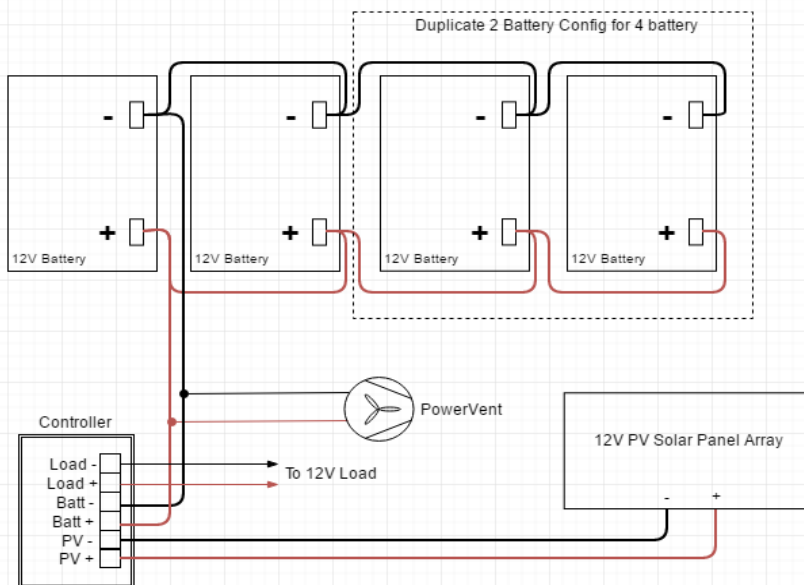 Duplicate 2 Battery Config for 4 battery
- - - -
+ + + +
12V Battery 12V Battery 12V Battery 12V Battery
PowerVent
Controller
12V PV Solar Panel Array
Load -
To 12V Load
Load +
Batt -
- +
Batt +
PV -
PV +